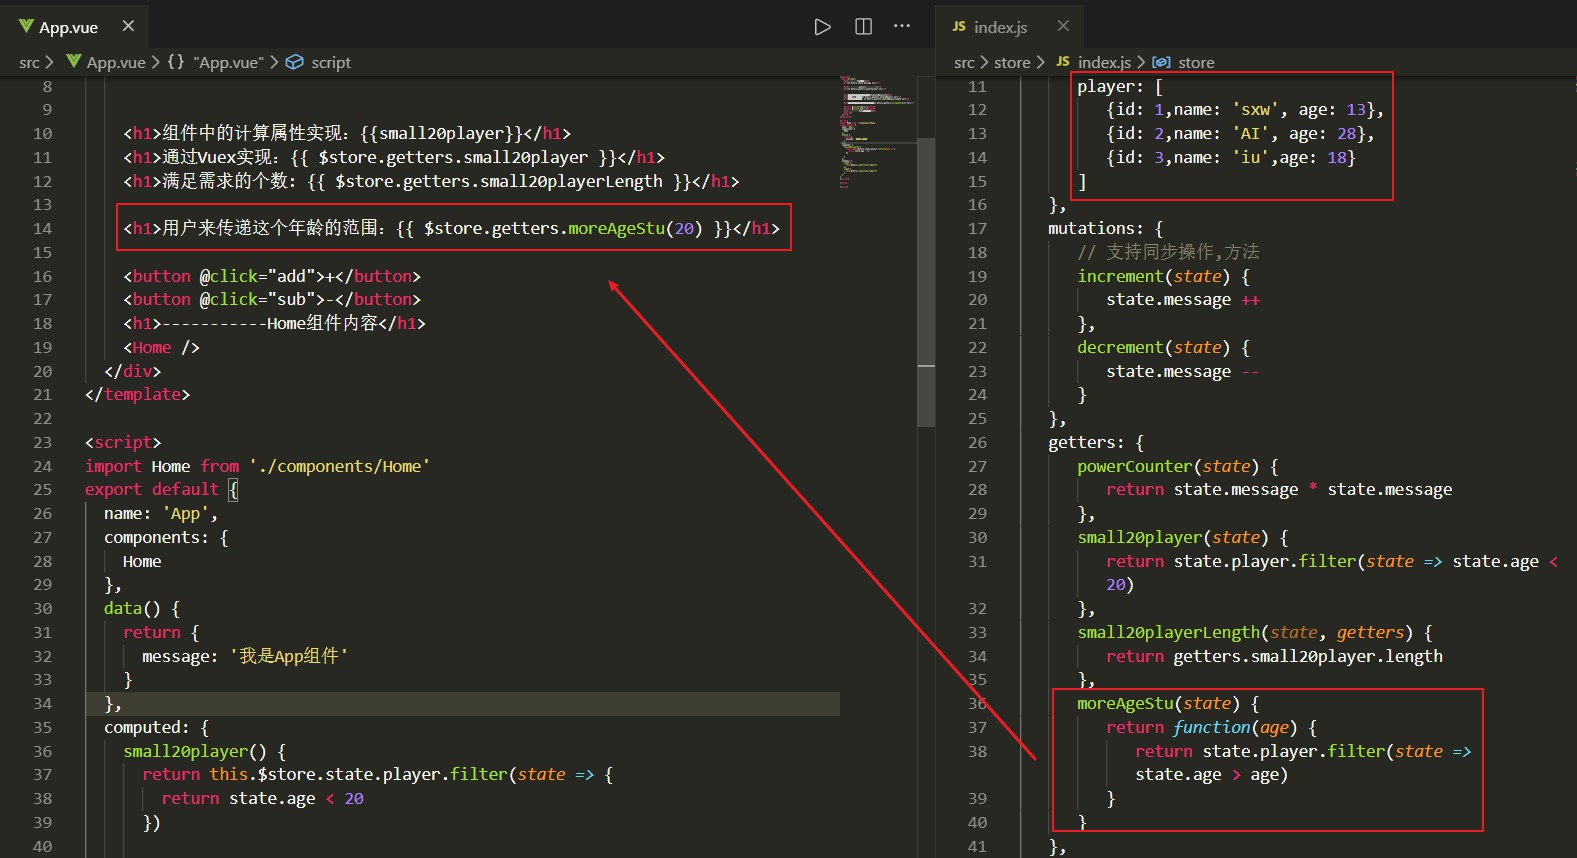 App.vue
src > App.vue > {} "App.vue" > script
8
9
10 <h1>组件中的计算属性实现: {{small20player}}</h1>
11 <h1>通过Vuex实现: {{ $store.getters.small20player }}</h1>
12 <h1>满足需求的个数: {{ $store.getters.small20playerLength }}</h1>
13
14 <h1>用户来传递这个年龄的范围: {{ $store.getters.moreAgeStu(20) }}</h1>
15
16 <button @click="add">+</button>
17 <button @click="sub">-</button>
18 <h1>-----------Home组件内容</h1>
19 <Home />
20 </div>
21 </template>
22
23 <script>
24 import Home from './components/Home'
25 export default {
26 name: 'App',
27 components: {
28 Home
29 },
30 data() {
31 return {
32 message: '我是App组件'
33 }
34 },
35 computed: {
36 small20player() {
37 return this.$store.state.player.filter(state => {
38 return state.age < 20
39 })
40
JS index.js
src > store > JS index.js > store
11 player: [
12 {id: 1,name: 'sxw', age: 13},
13 {id: 2,name: 'AI', age: 28},
14 {id: 3,name: 'iu',age: 18}
15 ]
16 },
17 mutations: {
18 // 支持同步操作,方法
19 increment(state) {
20 state.message ++
21 },
22 decrement(state) {
23 state.message --
24 }
25 },
26 getters: {
27 powerCounter(state) {
28 return state.message * state.message
29 },
30 small20player(state) {
31 return state.player.filter(state => state.age <
20)
32 },
33 small20playerLength(state, getters) {
34 return getters.small20player.length
35 },
36 moreAgeStu(state) {
37 return function(age) {
38 return state.player.filter(state =>
state.age > age)
39 }
40 }
41 },